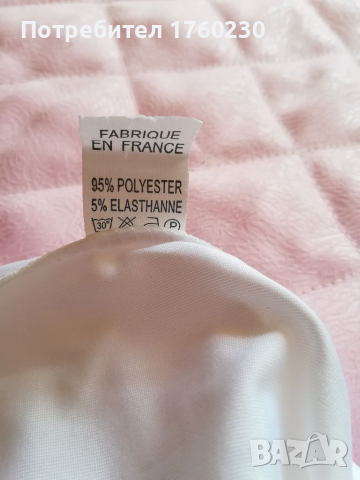 Потребител 1760230
FABRIQUE
EN FRANCE
95% POLYESTER
5% ELASTHANNE
30° P
BAZAR